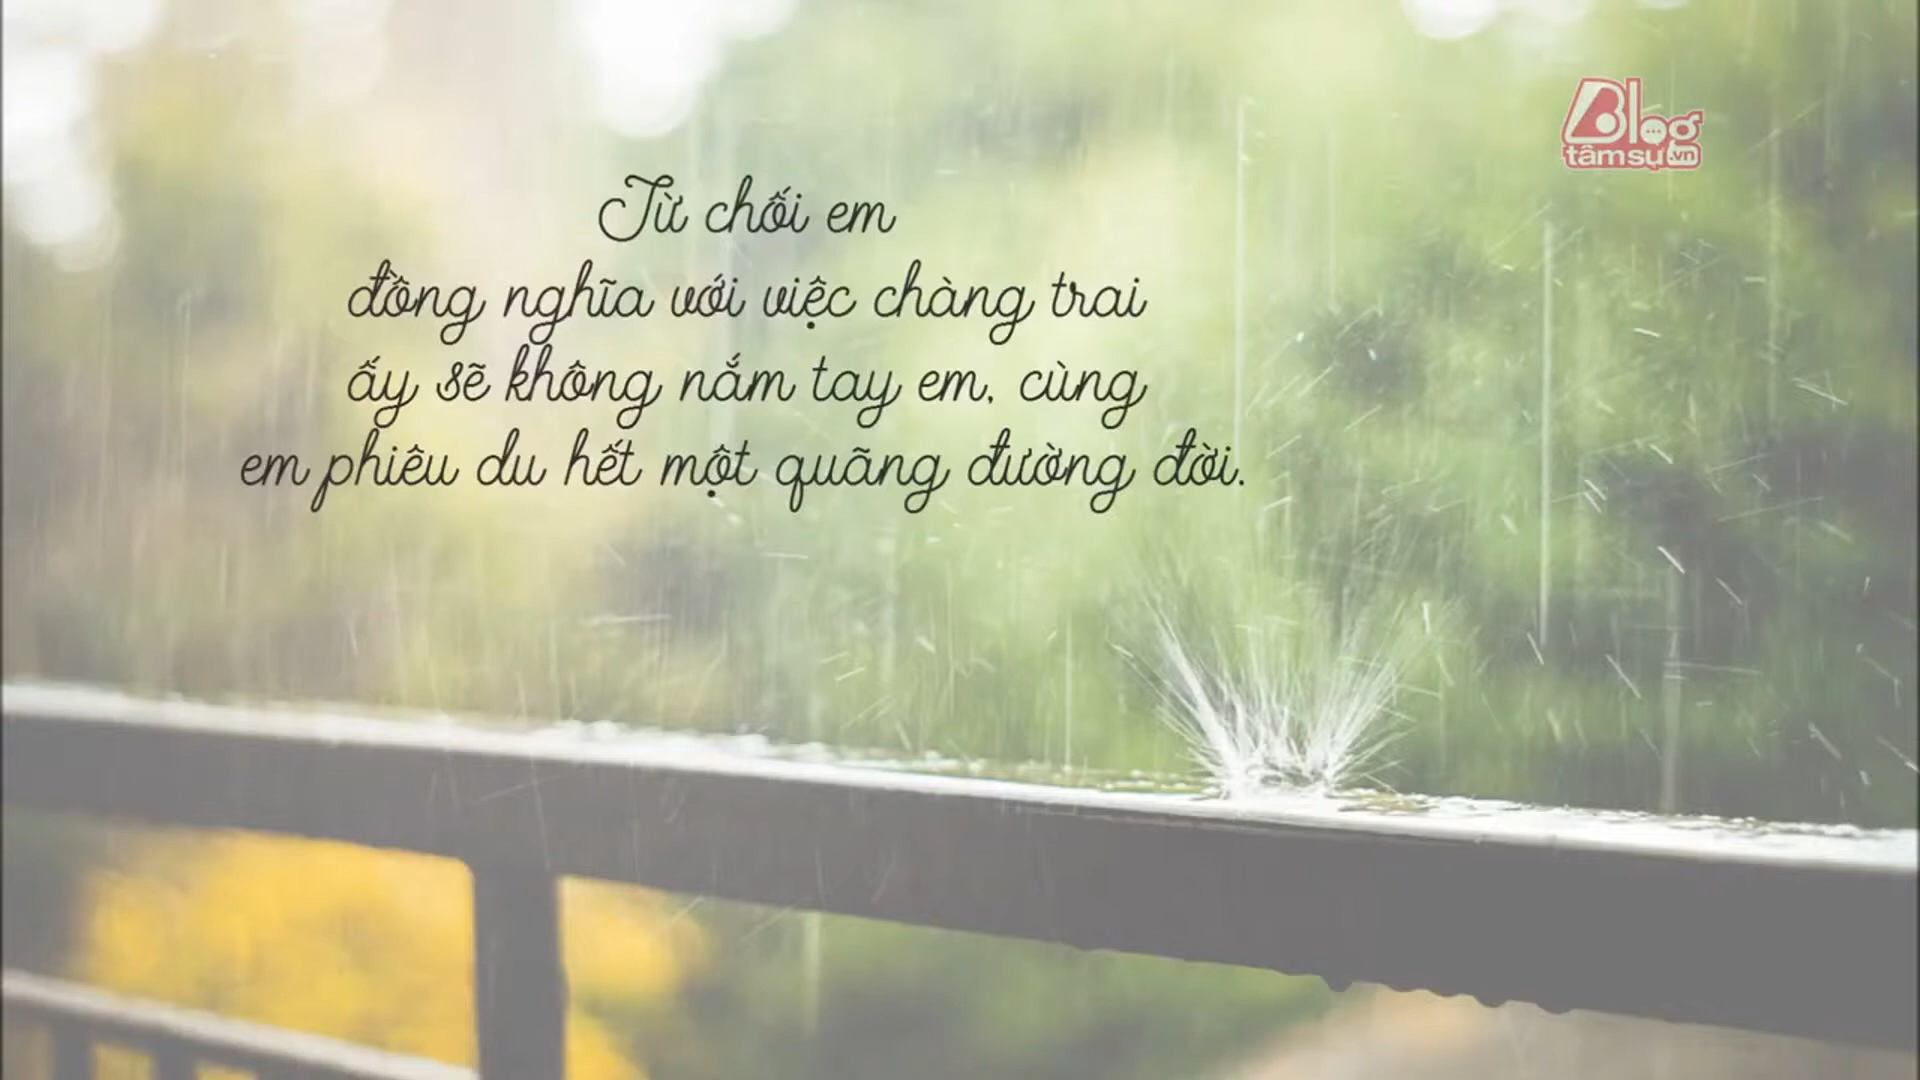 Từ chối em
đồng nghĩa với việc chàng trai
ấy sẽ không nắm tay em, cùng
em phiêu du hết một quãng đường đời.
Blog
tâmsự.vn